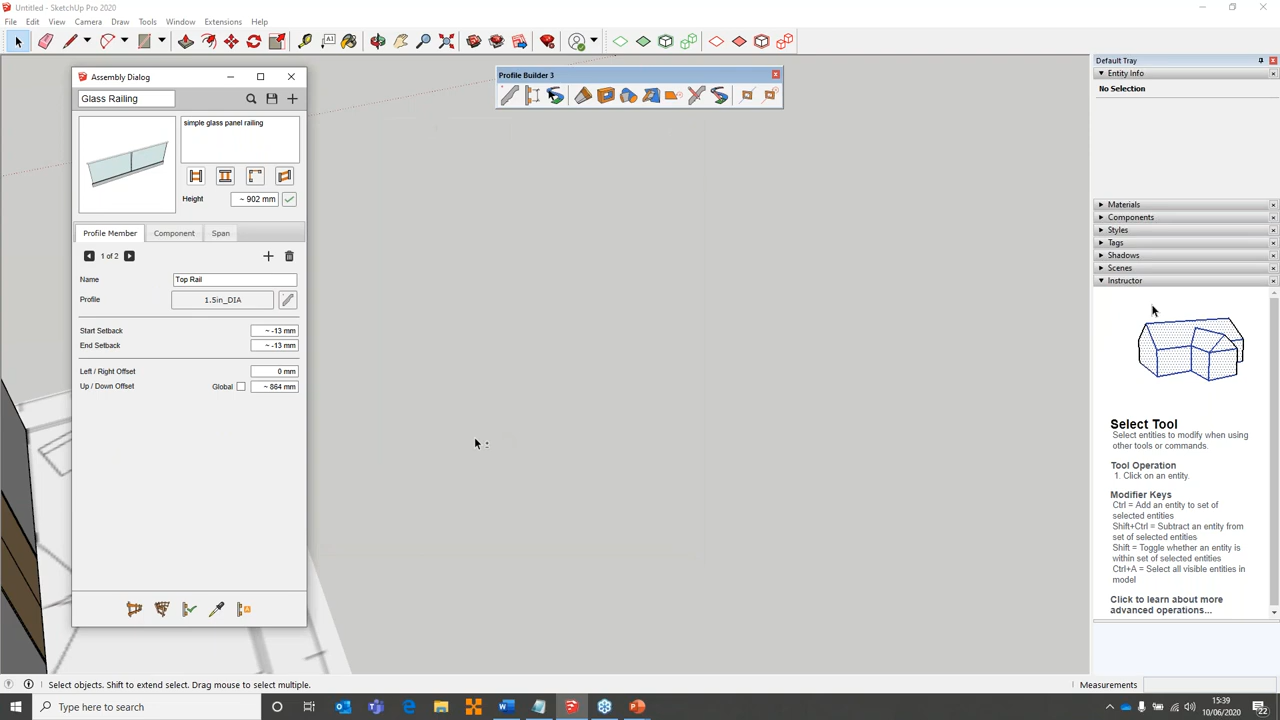 Untitled - SketchUp Pro 2020
File Edit View Camera Draw Tools Window Extensions Help
Assembly Dialog
Glass Railing
simple glass panel railing
Height ~ 902 mm
Profile Member Component Span
1 of 2
Name Top Rail
Profile 1.5in_DIA
Start Setback ~ -13 mm
End Setback ~ -13 mm
Left / Right Offset 0 mm
Up / Down Offset Global ~ 864 mm
Profile Builder 3
Default Tray
Entity Info
No Selection
Materials
Components
Styles
Tags
Shadows
Scenes
Instructor
Select Tool
Select entities to modify when using
other tools or commands.
Tool Operation
1. Click on an entity.
Modifier Keys
Ctrl = Add an entity to set of
selected entities
Shift+Ctrl = Subtract an entity from
set of selected entities
Shift = Toggle whether an entity is
within set of selected entities
Ctrl+A = Select all visible entities in
model
Click to learn about more
advanced operations...
Select objects. Shift to extend select. Drag mouse to select multiple.
Measurements
Type here to search
15:39
10/06/2020